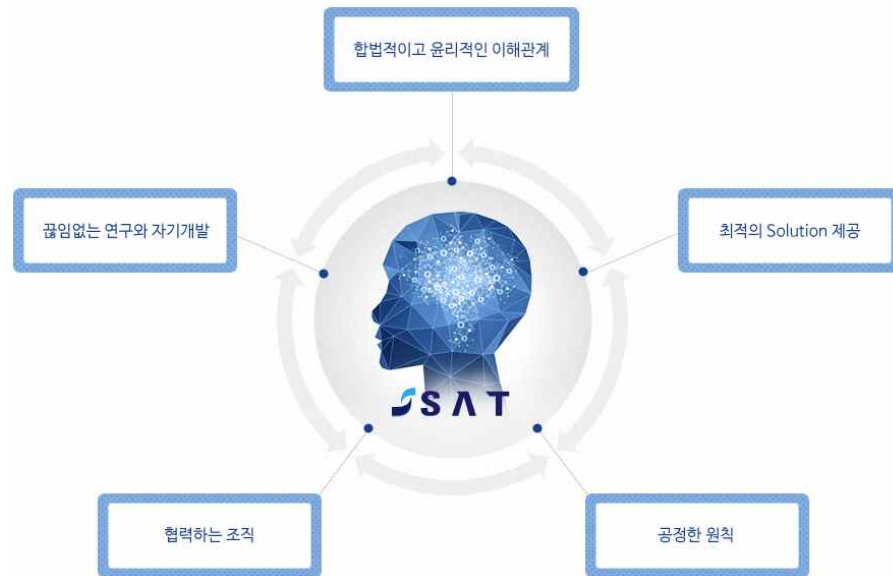 합법적이고 윤리적인 이해관계
끊임없는 연구와 자기개발
최적의 Solution 제공
SSAT
협력하는 조직
공정한 원칙